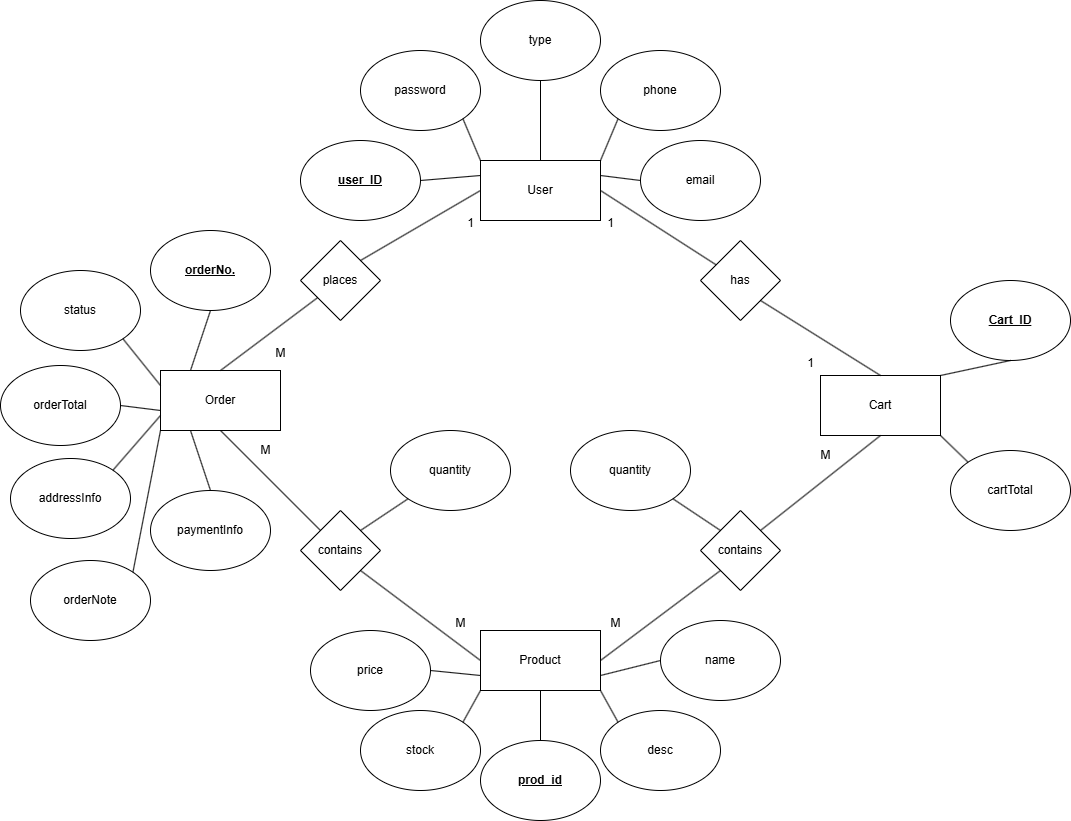 type
password
phone
user_ID
User
email
1
1
orderNo.
places
has
status
Cart_ID
M
1
Order
orderTotal
Cart
M
M
quantity
quantity
addressInfo
cartTotal
paymentInfo
contains
contains
orderNote
M
M
price
Product
name
stock
desc
prod_id